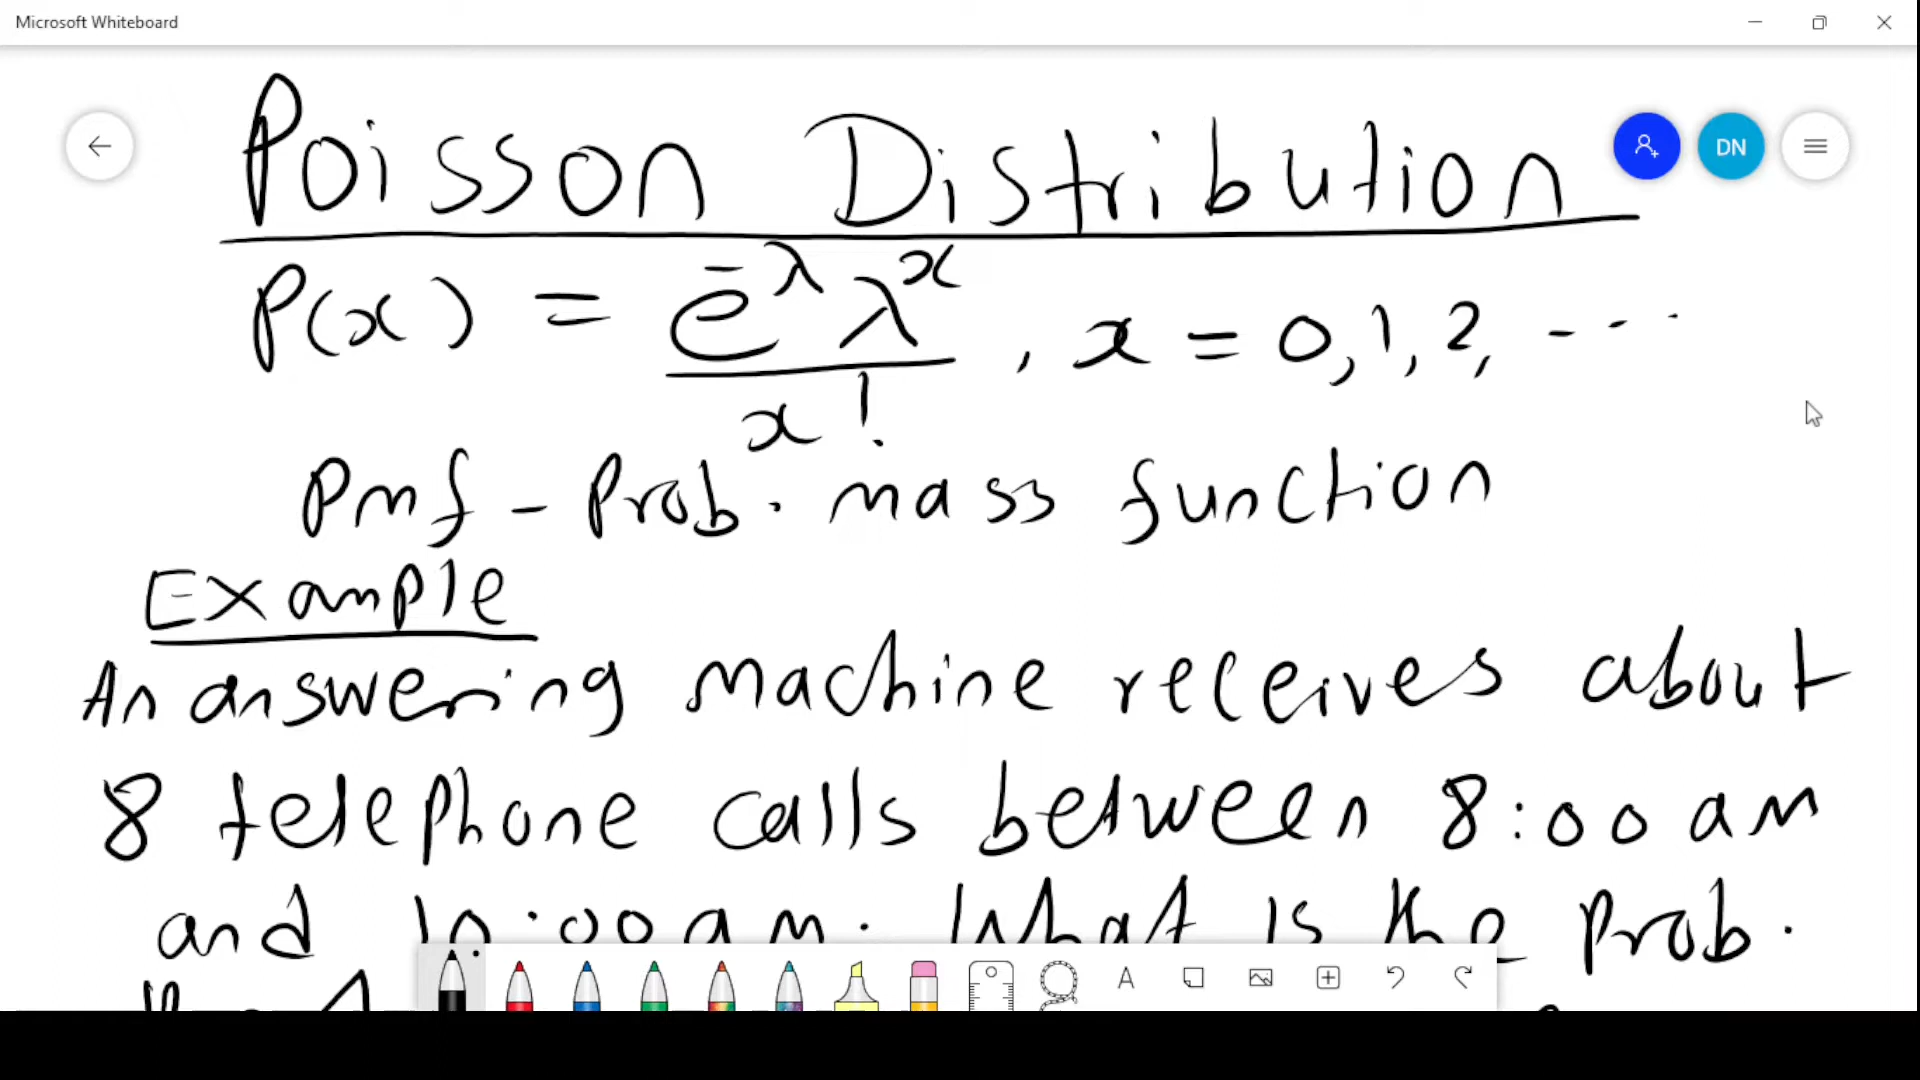 Microsoft Whiteboard
DN
Poisson Distribution
P(x) = e^-λ λ^x / x! , x = 0, 1, 2, - - - ·
Pmf - Prob. mass function
Example
An answering machine receives about
8 telephone calls between 8:00 am
and 10:00 am. What is the prob.